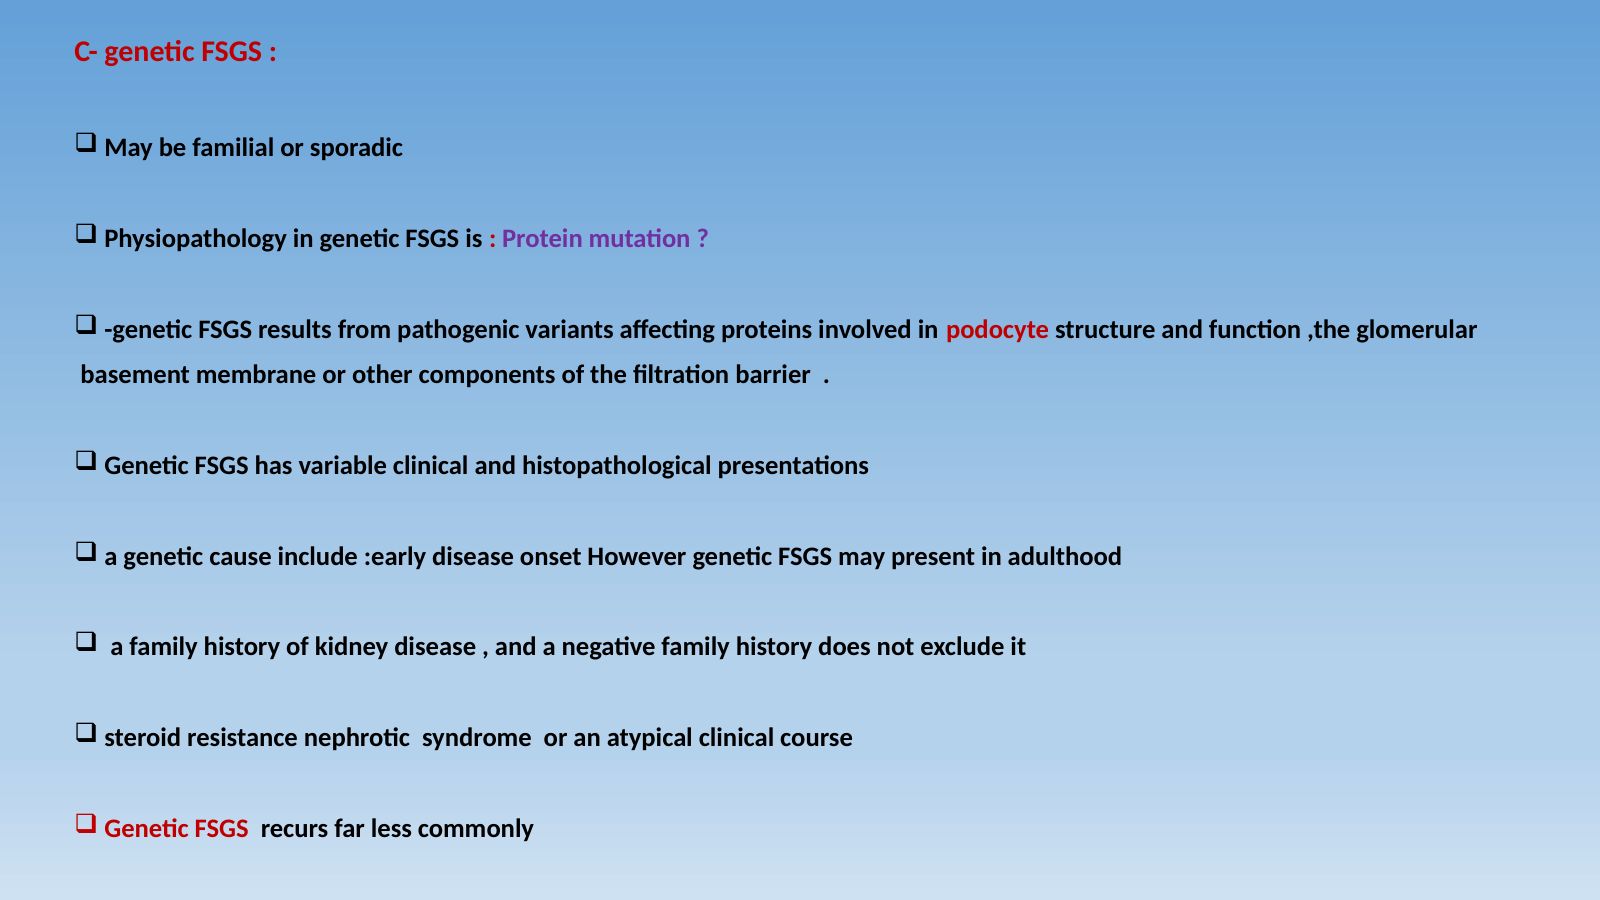 C- genetic FSGS :
❑ May be familial or sporadic
❑ Physiopathology in genetic FSGS is : Protein mutation ?
❑ -genetic FSGS results from pathogenic variants affecting proteins involved in podocyte structure and function ,the glomerular
basement membrane or other components of the filtration barrier  .
❑ Genetic FSGS has variable clinical and histopathological presentations
❑ a genetic cause include :early disease onset However genetic FSGS may present in adulthood
❑  a family history of kidney disease , and a negative family history does not exclude it
❑ steroid resistance nephrotic  syndrome  or an atypical clinical course
❑ Genetic FSGS  recurs far less commonly